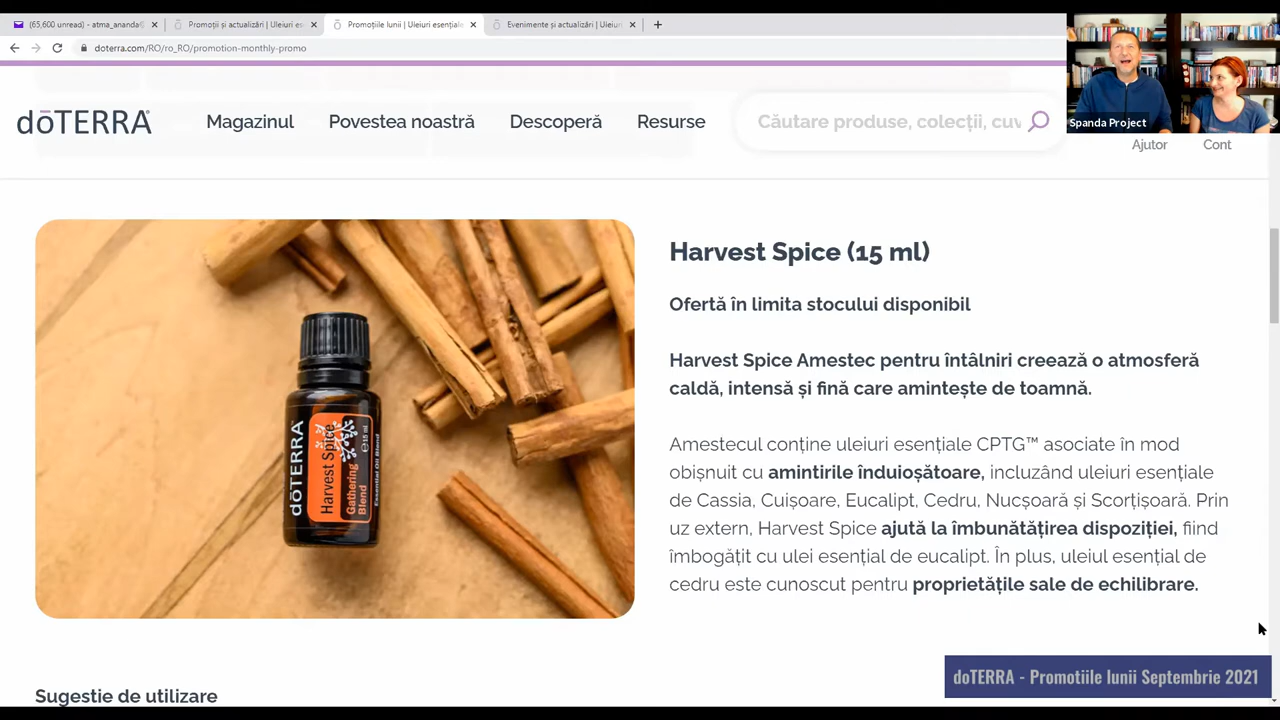 (65,600 unread) - atma_ananda@
Promoții și actualizări | Uleiuri es
Promoțiile lunii | Uleiuri esențiale
Evenimente și actualizări | Uleiuri
doterra.com/RO/ro_RO/promotion-monthly-promo
dōTERRA
Magazinul
Povestea noastră
Descoperă
Resurse
Căutare produse, colecții, cuv
Spanda Project
Ajutor
Cont
Harvest Spice (15 ml)
Ofertă în limita stocului disponibil
Harvest Spice Amestec pentru întâlniri creează o atmosferă
caldă, intensă și fină care amintește de toamnă.
Amestecul conține uleiuri esențiale CPTG™ asociate în mod
obișnuit cu amintirile înduioșătoare, incluzând uleiuri esențiale
de Cassia, Cuișoare, Eucalipt, Cedru, Nucșoară și Scorțișoară. Prin
uz extern, Harvest Spice ajută la îmbunătățirea dispoziției, fiind
îmbogățit cu ulei esențial de eucalipt. În plus, uleiul esențial de
cedru este cunoscut pentru proprietățile sale de echilibrare.
dōTERRA
Harvest Spice
Gathering
Blend
℮15 ml
Essential Oil Blend
Sugestie de utilizare
doTERRA - Promotiile lunii Septembrie 2021